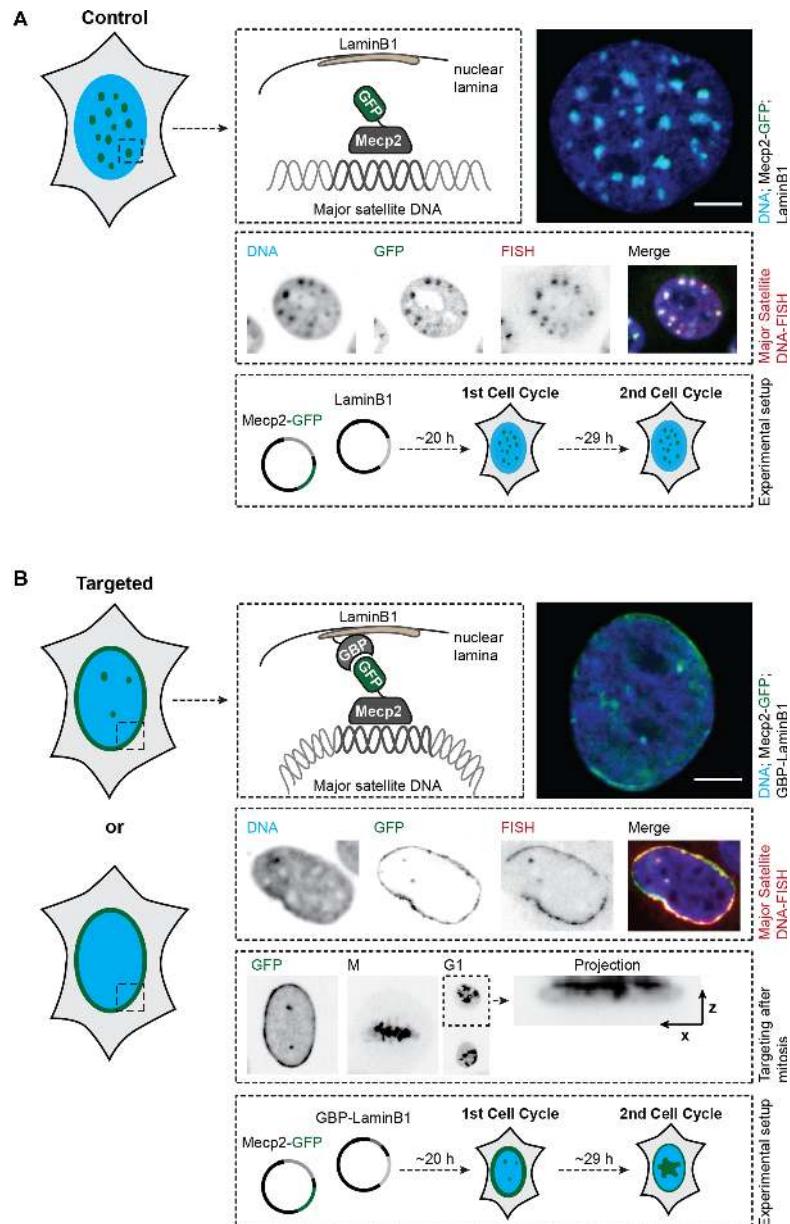 A
Control
LaminB1
nuclear
lamina
GFP
Mecp2
Major satellite DNA
DNA; Mecp2-GFP;
LaminB1
DNA
GFP
FISH
Merge
Major Satellite
DNA-FISH
Mecp2-GFP
LaminB1
~20 h
1st Cell Cycle
~29 h
2nd Cell Cycle
Experimental setup
B
Targeted
LaminB1
nuclear
lamina
GBP
GFP
Mecp2
Major satellite DNA
DNA; Mecp2-GFP;
GBP-LaminB1
or
DNA
GFP
FISH
Merge
Major Satellite
DNA-FISH
GFP
M
G1
Projection
z
x
Targeting after
mitosis
GBP-LaminB1
Mecp2-GFP
~20 h
1st Cell Cycle
~29 h
2nd Cell Cycle
Experimental setup